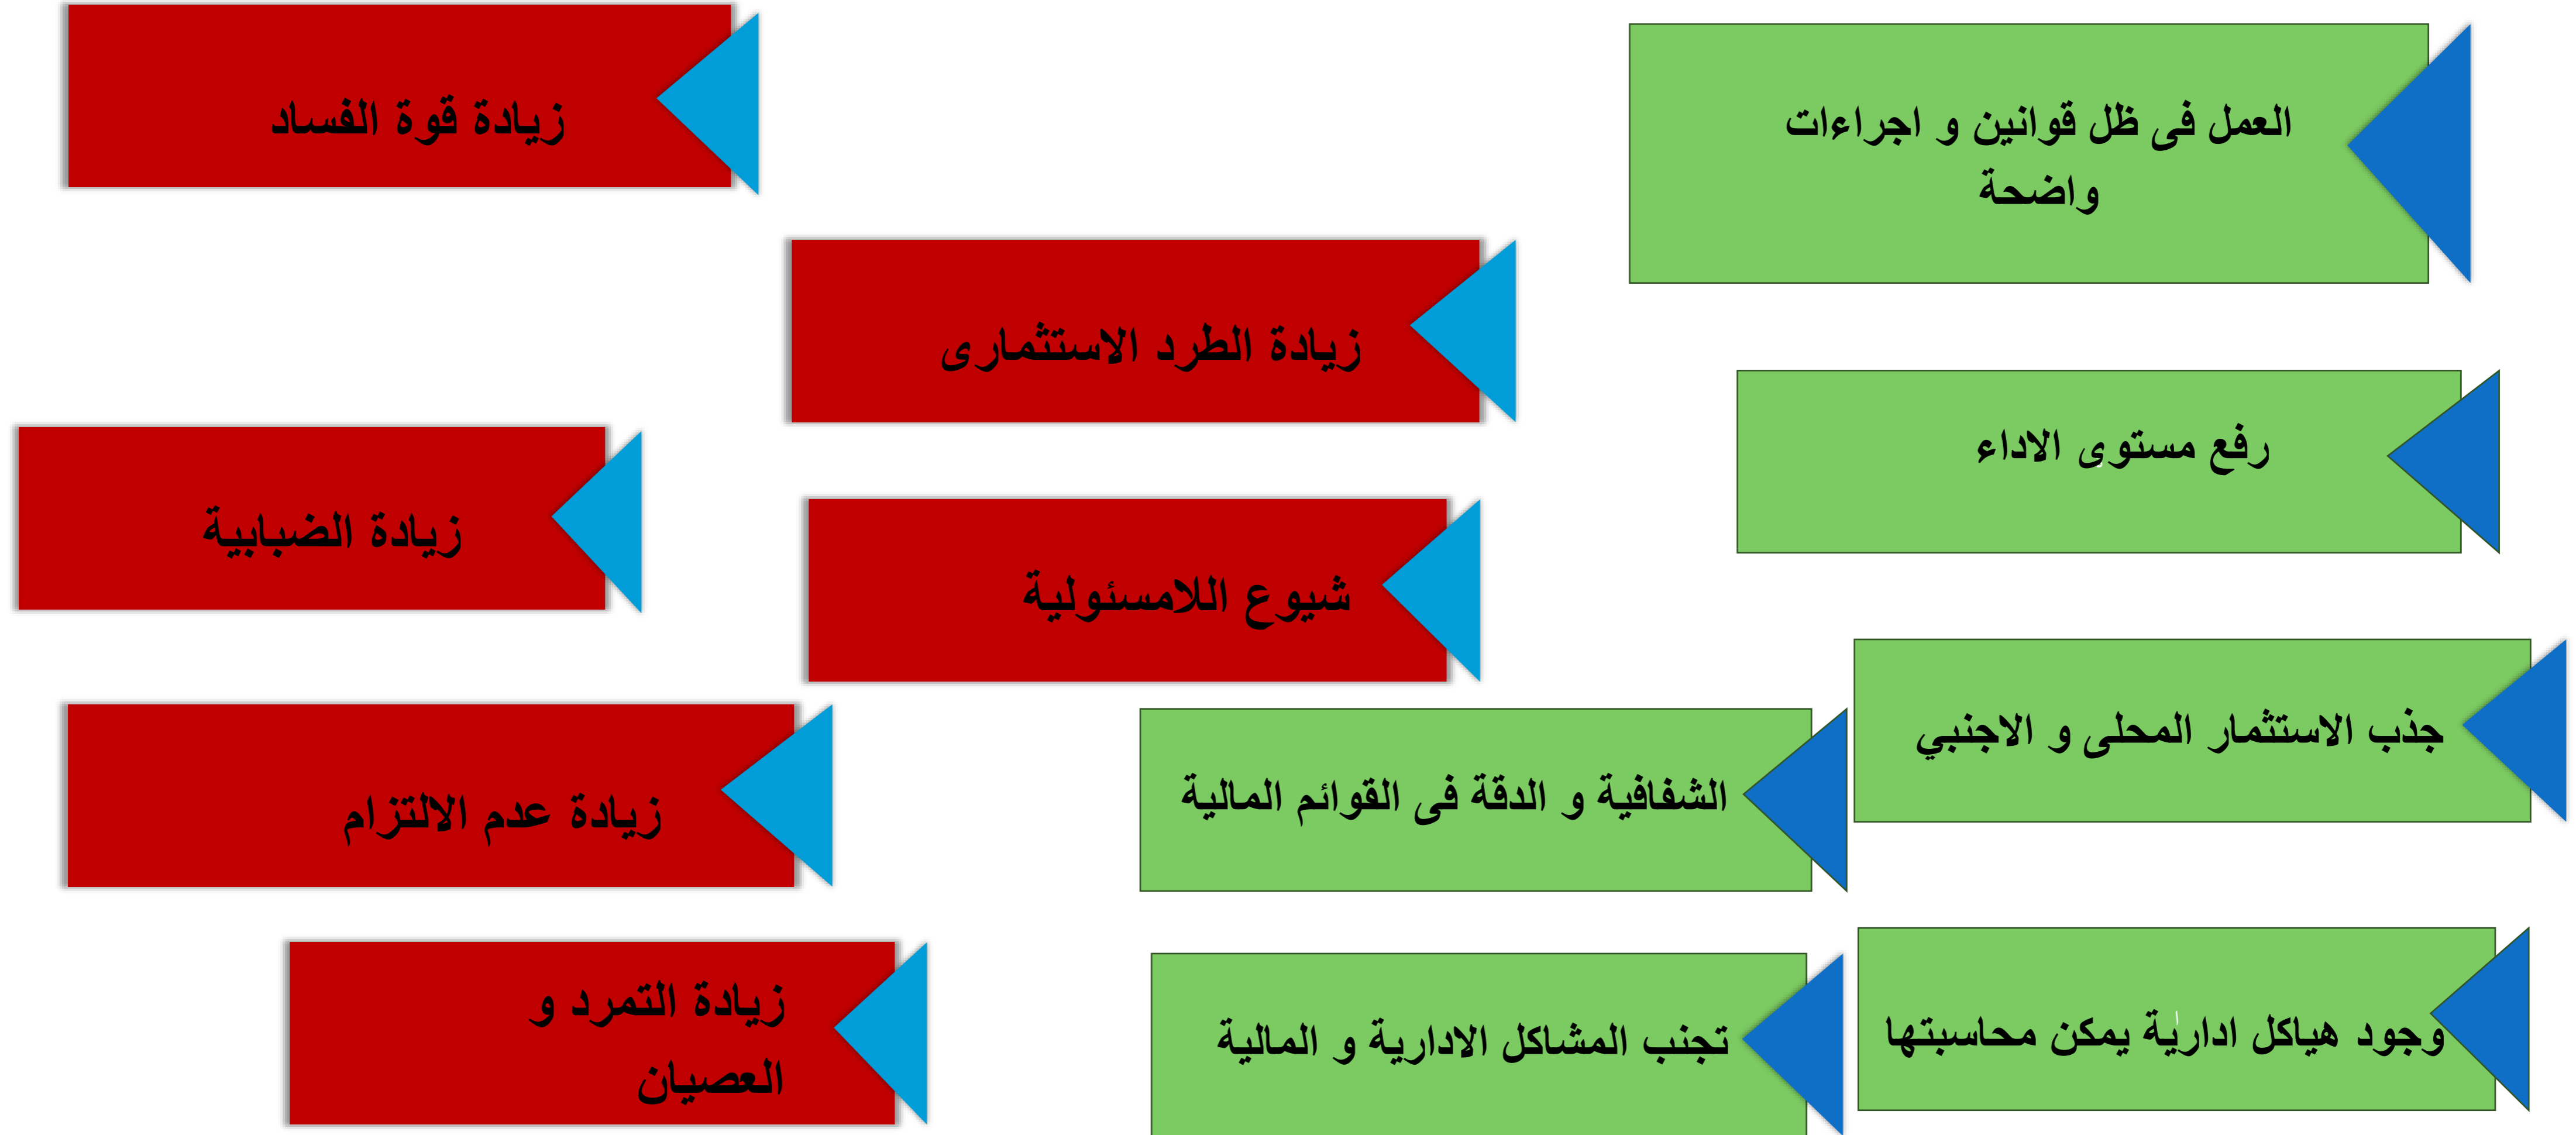 العمل فى ظل قوانين و اجراءات
واضحة
رفع مستوى الاداء
جذب الاستثمار المحلى و الاجنبي
الشفافية و الدقة فى القوائم المالية
وجود هياكل ادارية يمكن محاسبتها
تجنب المشاكل الادارية و المالية
زيادة قوة الفساد
زيادة الطرد الاستثمارى
زيادة الضبابية
شيوع اللامسئولية
زيادة عدم الالتزام
زيادة التمرد و
العصيان